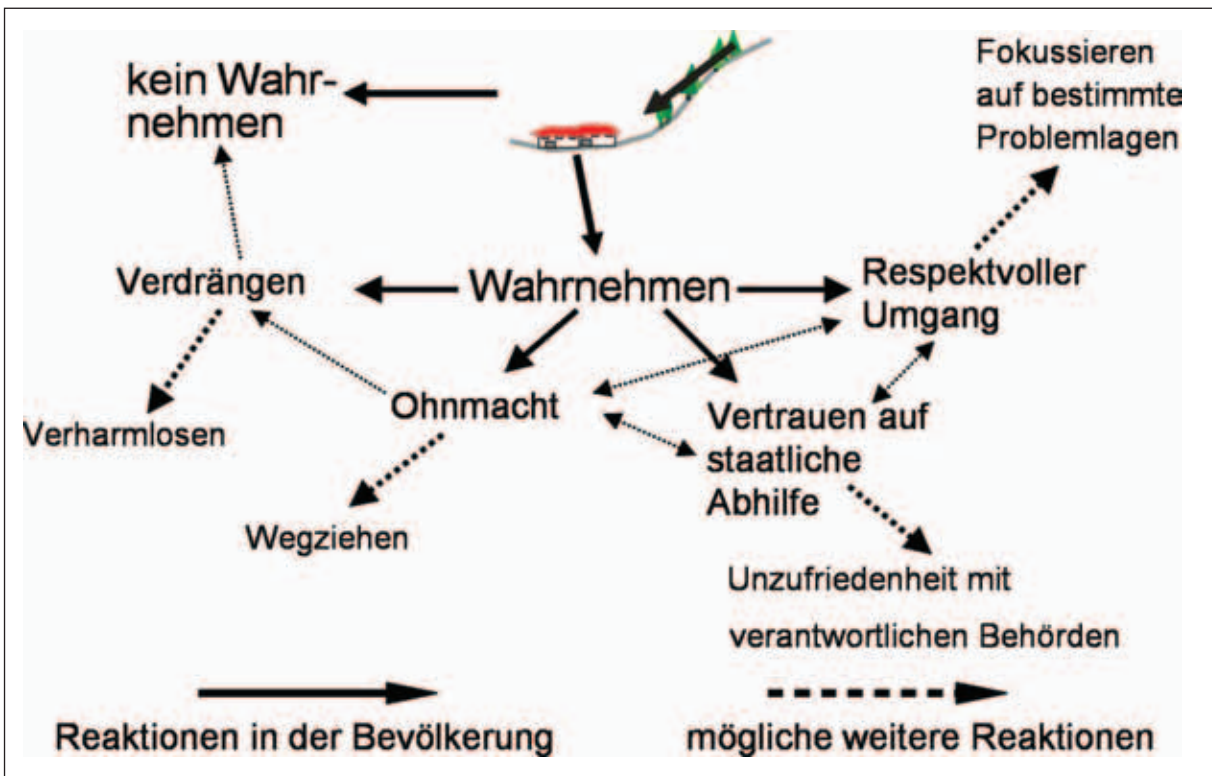 kein Wahr-
nehmen
Fokussieren
auf bestimmte
Problemlagen
Verdrängen
Wahrnehmen
Respektvoller
Umgang
Verharmlosen
Ohnmacht
Vertrauen auf
staatliche
Abhilfe
Wegziehen
Unzufriedenheit mit
verantwortlichen Behörden
Reaktionen in der Bevölkerung
mögliche weitere Reaktionen